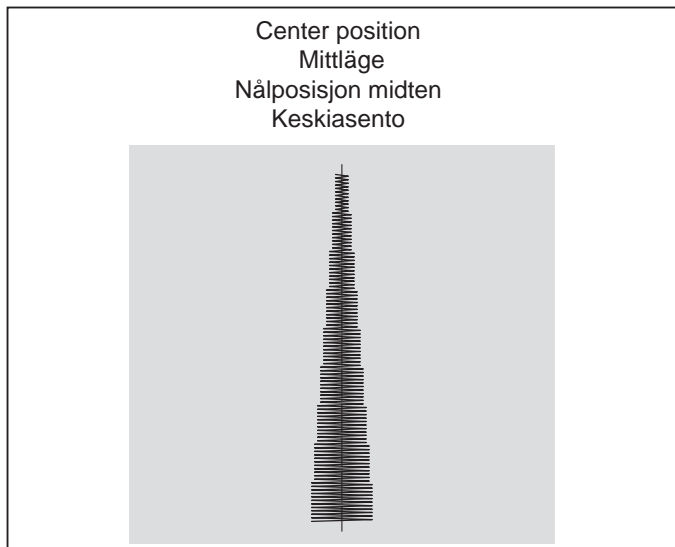 Center position
Mittläge
Nålposisjon midten
Keskiasento